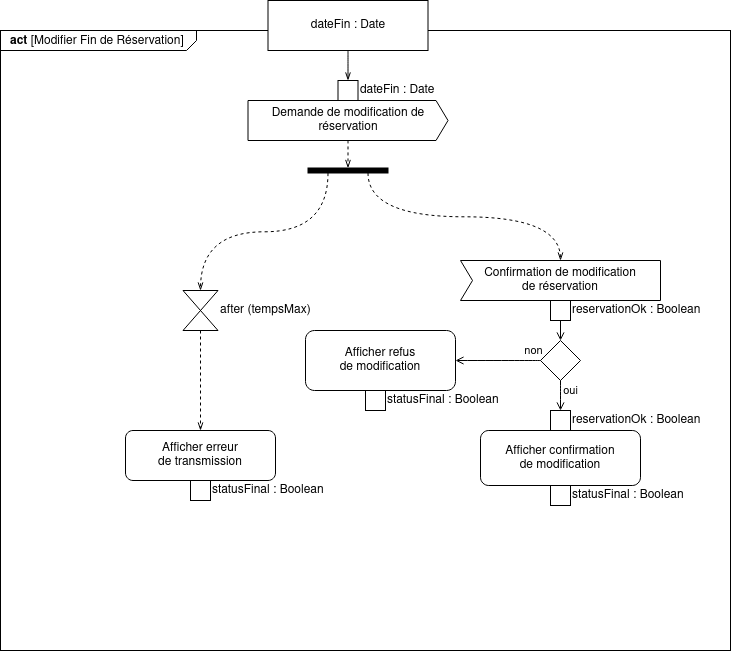 dateFin : Date
act [Modifier Fin de Réservation]
dateFin : Date
Demande de modification de
réservation
Confirmation de modification
de réservation
after (tempsMax)
reservationOk : Boolean
Afficher refus
de modification
non
oui
statusFinal : Boolean
reservationOk : Boolean
Afficher erreur
de transmission
Afficher confirmation
de modification
statusFinal : Boolean
statusFinal : Boolean